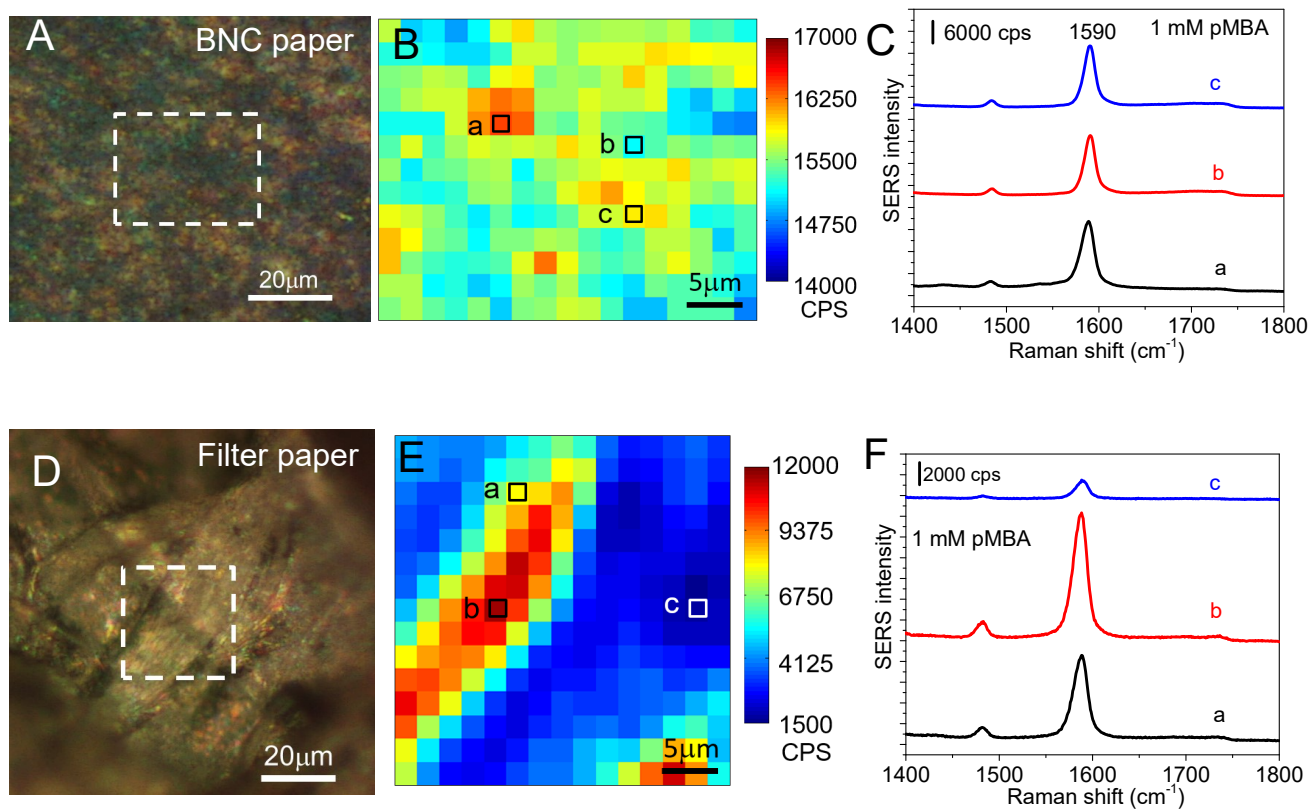 A
BNC paper
20μm
B
a
b
c
5μm
17000
16250
15500
14750
14000
CPS
C
6000 cps
1590
1 mM pMBA
c
b
a
SERS intensity
1400
1500
1600
1700
1800
Raman shift (cm⁻¹)
D
Filter paper
20μm
E
a
b
c
5μm
12000
9375
6750
4125
1500
CPS
F
2000 cps
c
1 mM pMBA
b
a
SERS intensity
1400
1500
1600
1700
1800
Raman shift (cm⁻¹)